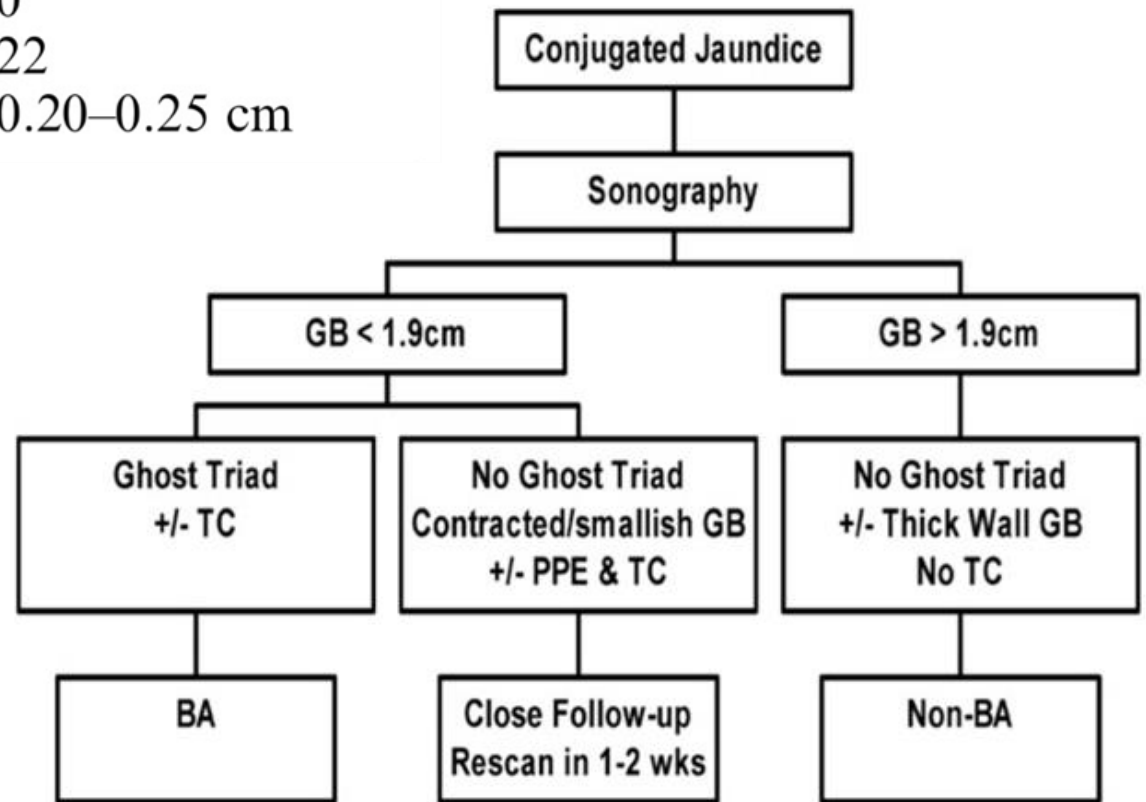 0
22
0.20–0.25 cm
Conjugated Jaundice
Sonography
GB < 1.9cm
GB > 1.9cm
Ghost Triad
+/- TC
No Ghost Triad
Contracted/smallish GB
+/- PPE & TC
No Ghost Triad
+/- Thick Wall GB
No TC
BA
Close Follow-up
Rescan in 1-2 wks
Non-BA